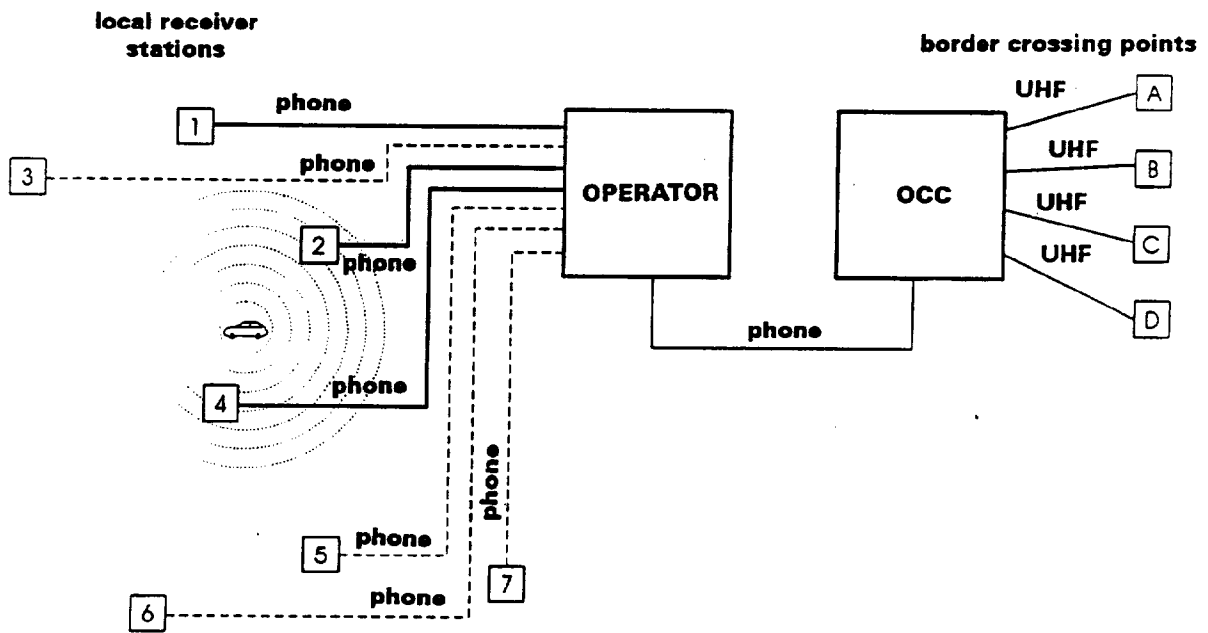 local receiver
stations
border crossing points
1
phone
3
phone
2
phone
4
phone
5
phone
6
phone
7
phone
OPERATOR
phone
OCC
UHF
A
UHF
B
UHF
C
UHF
D